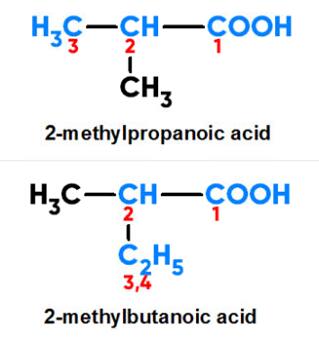 H₃C—CH—COOH
3 2 1
CH₃
2-methylpropanoic acid
H₃C—CH—COOH
2 1
C₂H₅
3,4
2-methylbutanoic acid